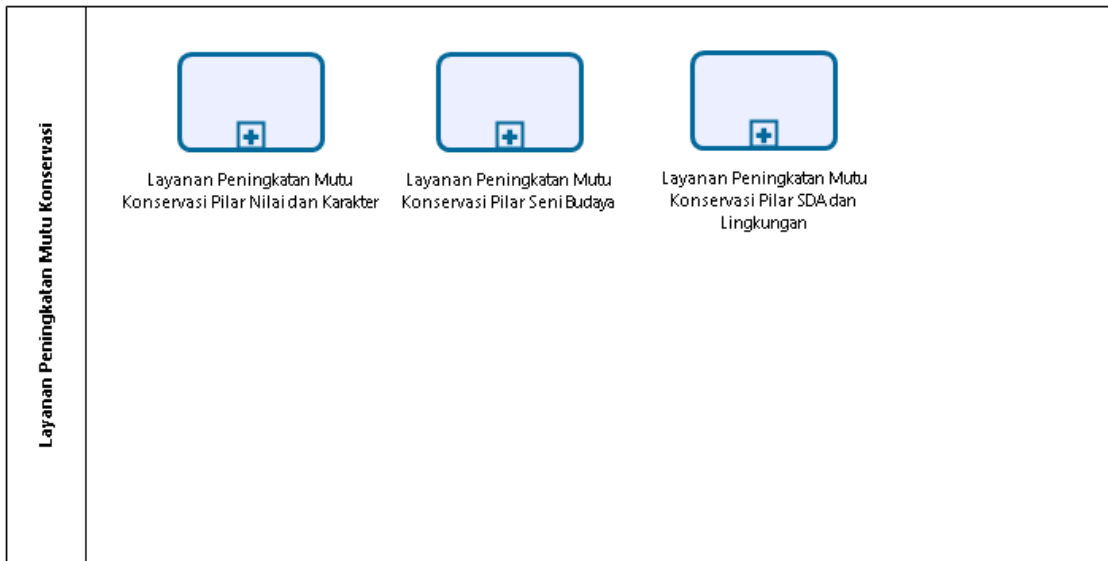 Layanan Peningkatan Mutu Konservasi
Layanan Peningkatan Mutu
Konservasi Pilar Nilai dan Karakter
Layanan Peningkatan Mutu
Konservasi Pilar Seni Budaya
Layanan Peningkatan Mutu
Konservasi Pilar SDA dan
Lingkungan